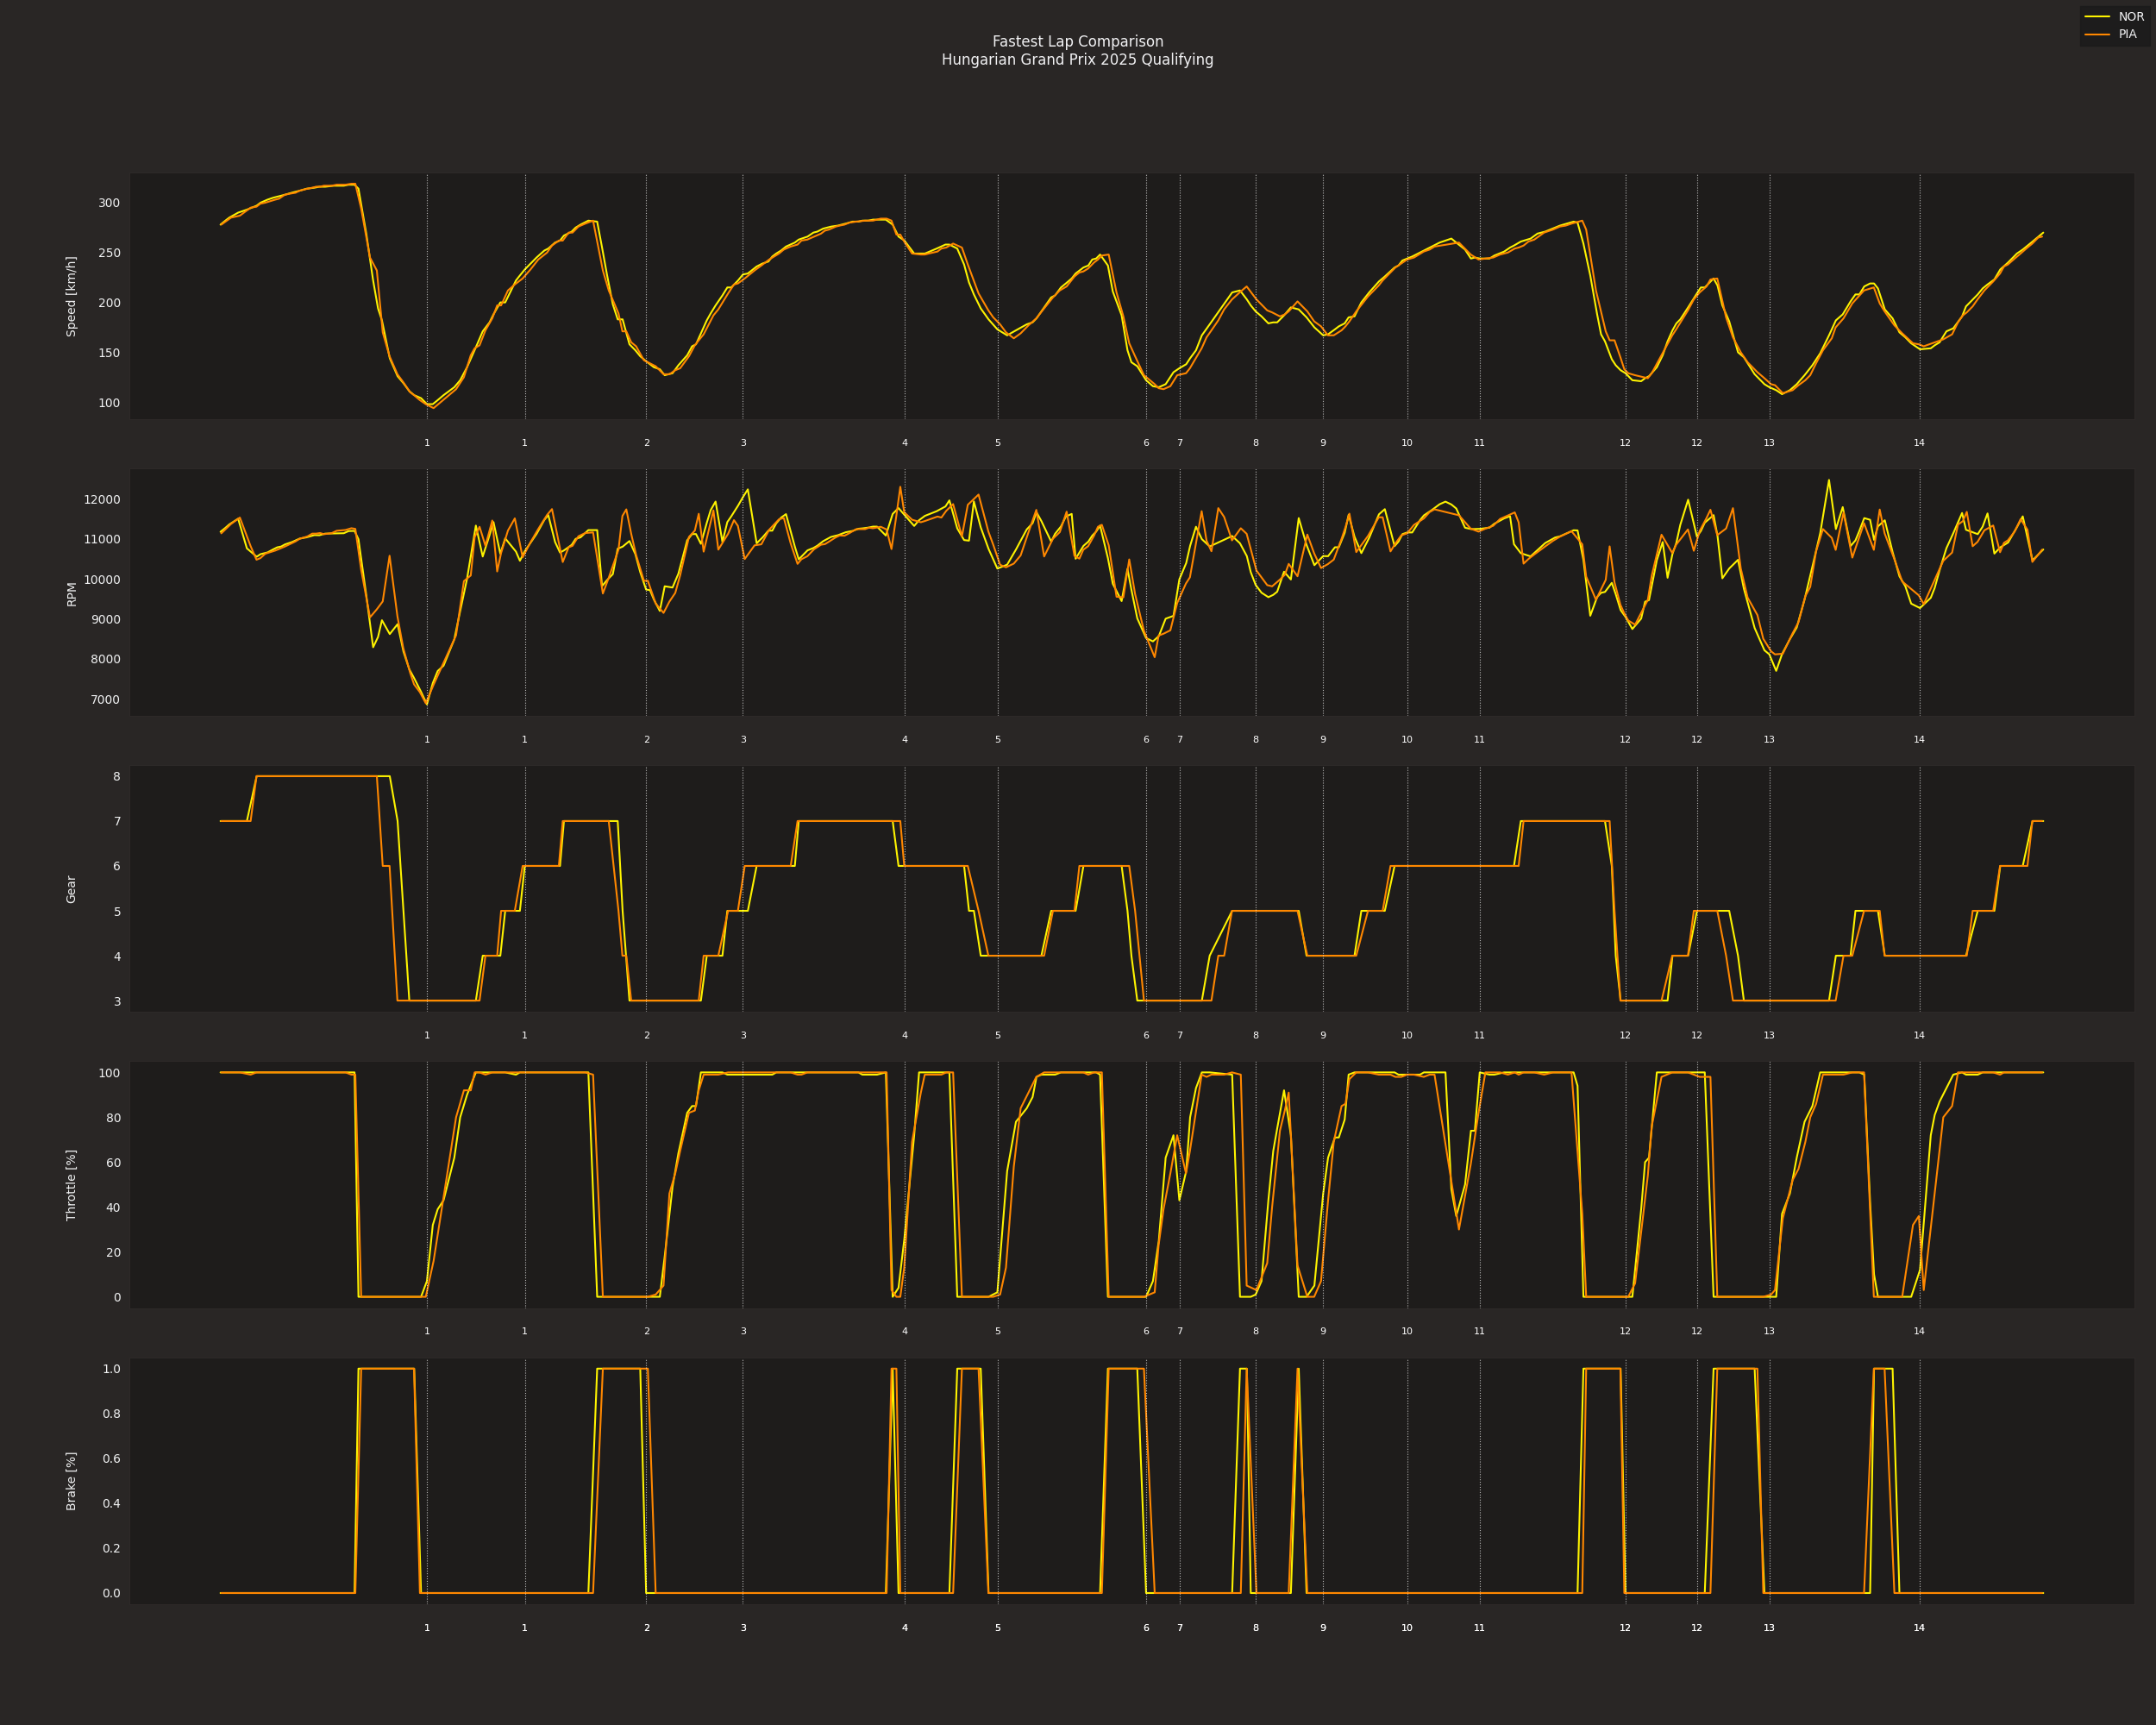 NOR
PIA
Fastest Lap Comparison
Hungarian Grand Prix 2025 Qualifying
Speed [km/h]
300
250
200
150
100
1 1 2 3 4 5 6 7 8 9 10 11 12 12 13 14
RPM
12000
11000
10000
9000
8000
7000
1 1 2 3 4 5 6 7 8 9 10 11 12 12 13 14
Gear
8
7
6
5
4
3
1 1 2 3 4 5 6 7 8 9 10 11 12 12 13 14
Throttle [%]
100
80
60
40
20
0
1 1 2 3 4 5 6 7 8 9 10 11 12 12 13 14
Brake [%]
1.0
0.8
0.6
0.4
0.2
0.0
1 1 2 3 4 5 6 7 8 9 10 11 12 12 13 14